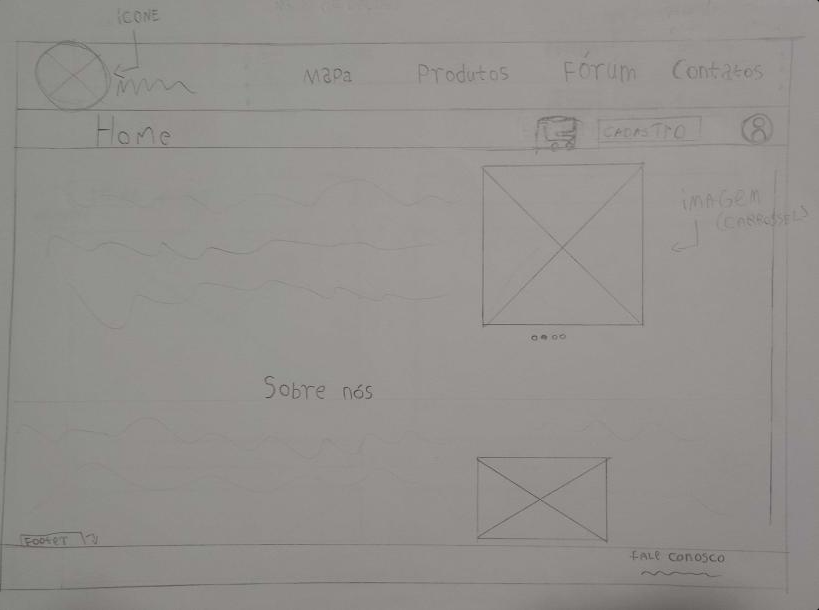 ÍCONE
Mapa Produtos Fórum Contatos
Home CADASTRO
iMAGEM
(CARROSSEL)
Sobre nós
Footer
FALE CONOSCO